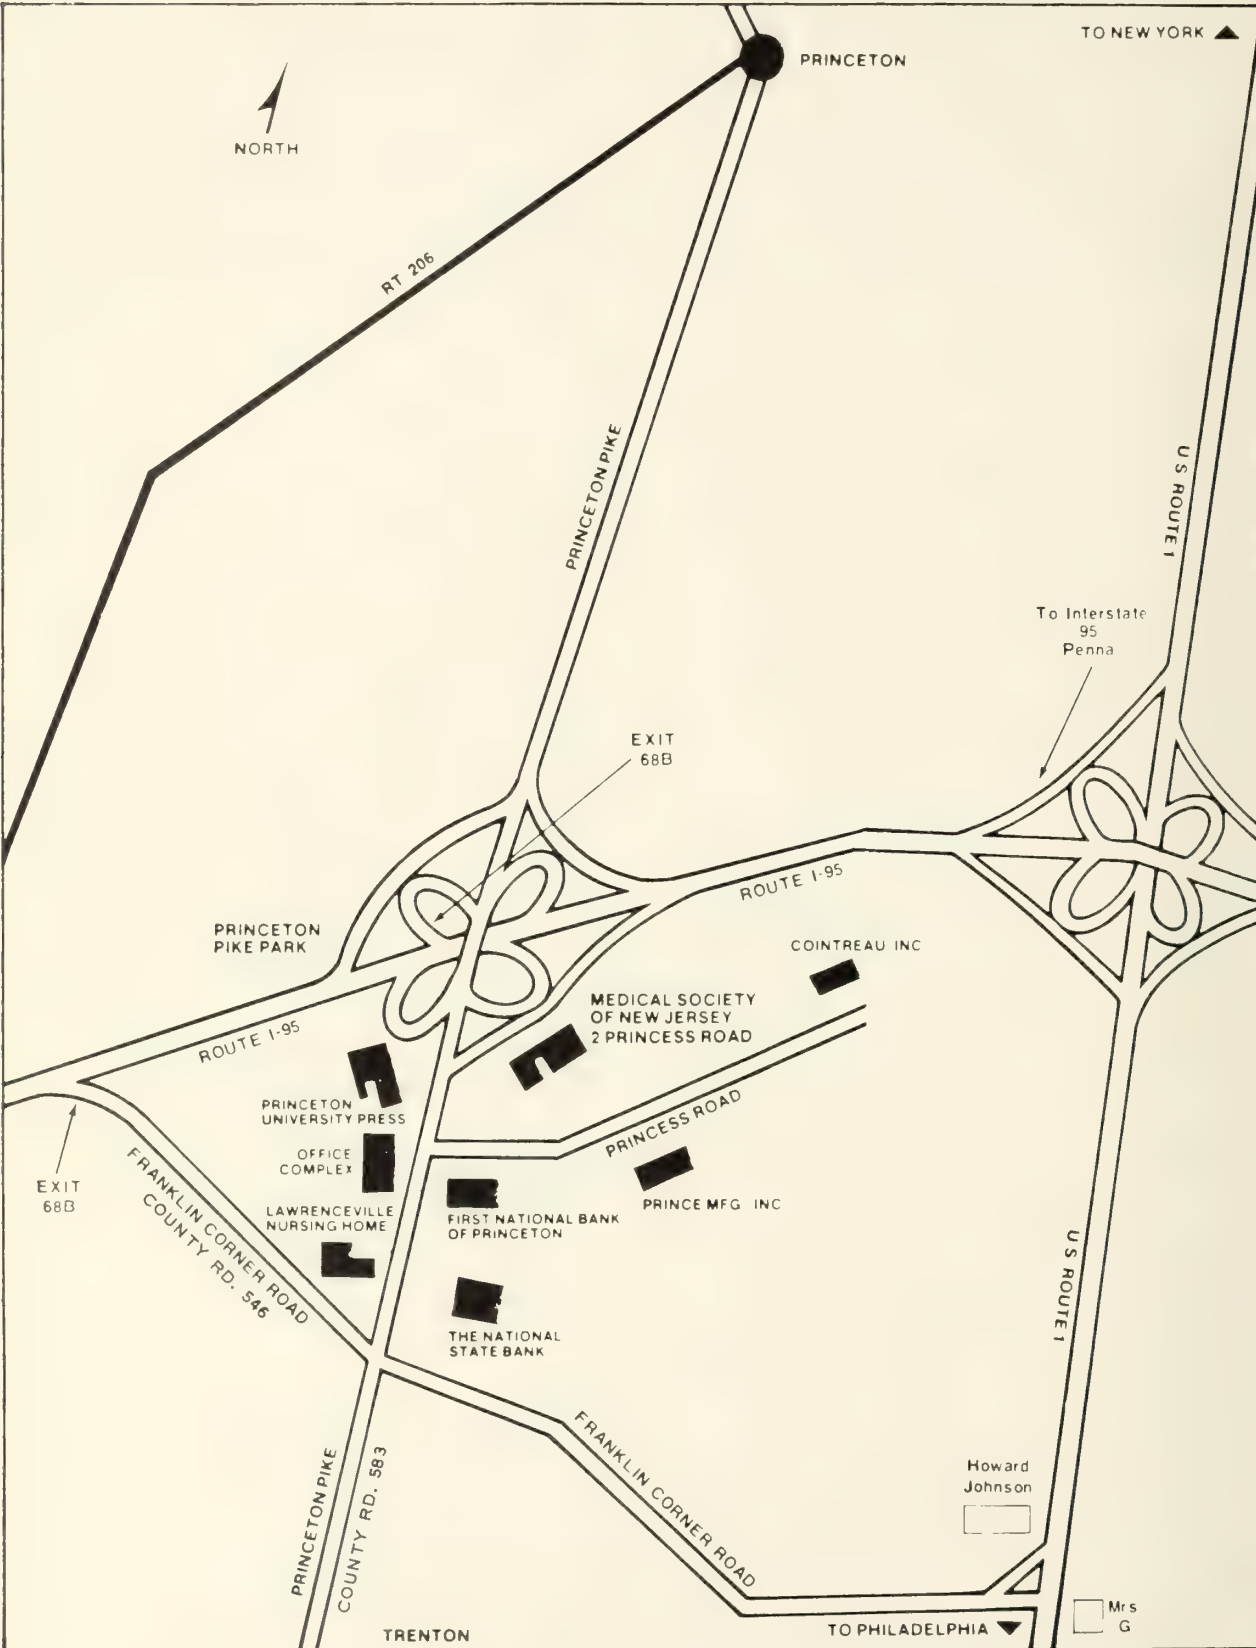 TO NEW YORK
PRINCETON
NORTH
RT 206
PRINCETON PIKE
US ROUTE 1
To Interstate
95
Penna
EXIT
68B
ROUTE I-95
PRINCETON
PIKE PARK
COINTREAU INC
MEDICAL SOCIETY
OF NEW JERSEY
2 PRINCESS ROAD
ROUTE I-95
PRINCETON
UNIVERSITY PRESS
PRINCESS ROAD
OFFICE
COMPLEX
EXIT
68B
FRANKLIN CORNER ROAD
COUNTY RD. 546
LAWRENCEVILLE
NURSING HOME
FIRST NATIONAL BANK
OF PRINCETON
PRINCE MFG INC
US ROUTE 1
THE NATIONAL
STATE BANK
FRANKLIN CORNER ROAD
PRINCETON PIKE
COUNTY RD. 583
Howard
Johnson
Mrs
G
TO PHILADELPHIA
TRENTON